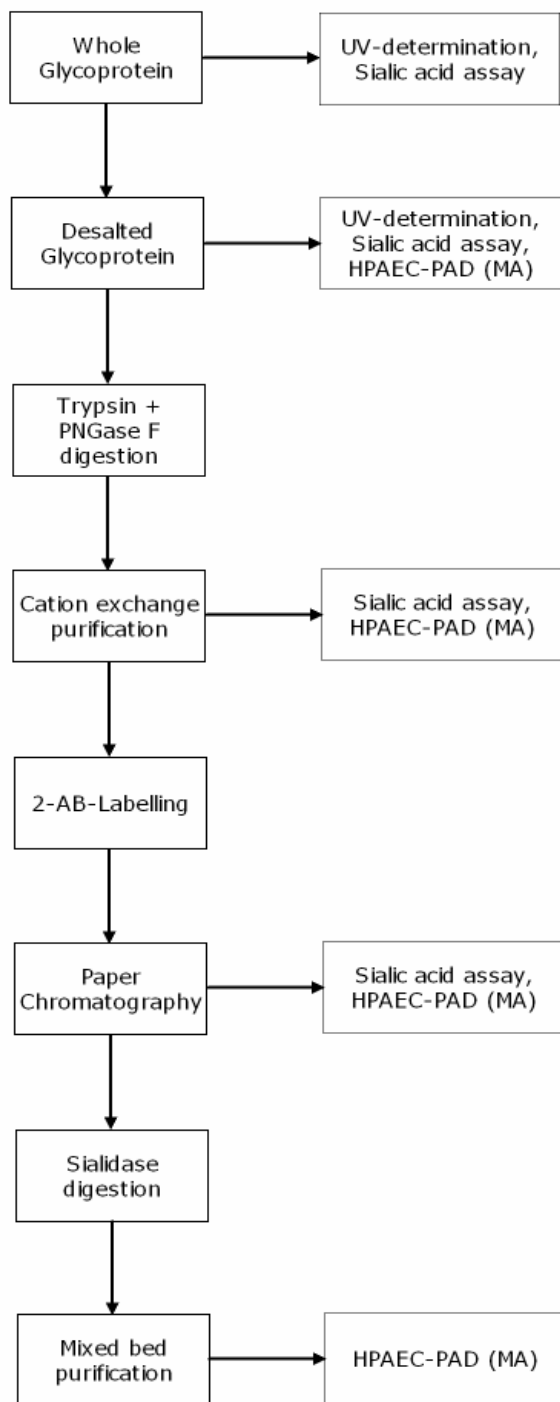 Whole
Glycoprotein
UV-determination,
Sialic acid assay
Desalted
Glycoprotein
UV-determination,
Sialic acid assay,
HPAEC-PAD (MA)
Trypsin +
PNGase F
digestion
Cation exchange
purification
Sialic acid assay,
HPAEC-PAD (MA)
2-AB-Labelling
Paper
Chromatography
Sialic acid assay,
HPAEC-PAD (MA)
Sialidase
digestion
Mixed bed
purification
HPAEC-PAD (MA)